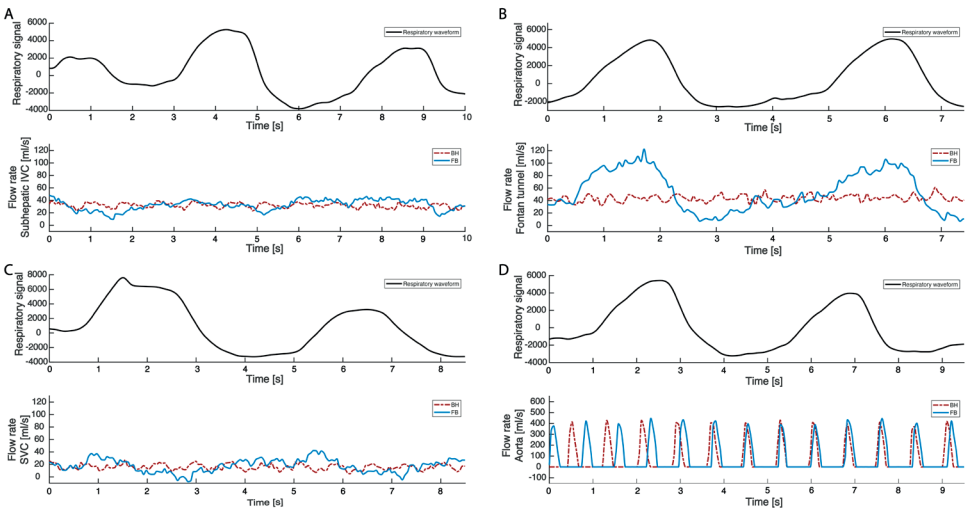 A
Respiratory signal
6000
4000
2000
0
-2000
-4000
Respiratory waveform
0 1 2 3 4 5 6 7 8 9 10
Time [s]
Flow rate
Subhepatic IVC [ml/s]
120
100
80
60
40
20
0
BH
FB
0 1 2 3 4 5 6 7 8 9 10
Time [s]
B
Respiratory signal
6000
4000
2000
0
-2000
Respiratory waveform
0 1 2 3 4 5 6 7
Time [s]
Flow rate
Fontan tunnel [ml/s]
120
100
80
60
40
20
0
BH
FB
0 1 2 3 4 5 6 7
Time [s]
C
Respiratory signal
8000
6000
4000
2000
0
-2000
-4000
Respiratory waveform
0 1 2 3 4 5 6 7 8
Time [s]
Flow rate
SVC [ml/s]
120
100
80
60
40
20
0
BH
FB
0 1 2 3 4 5 6 7 8
Time [s]
D
Respiratory signal
6000
4000
2000
0
-2000
-4000
Respiratory waveform
0 1 2 3 4 5 6 7 8 9
Time [s]
Flow rate
Aorta [ml/s]
600
500
400
300
200
100
0
-100
BH
FB
0 1 2 3 4 5 6 7 8 9
Time [s]